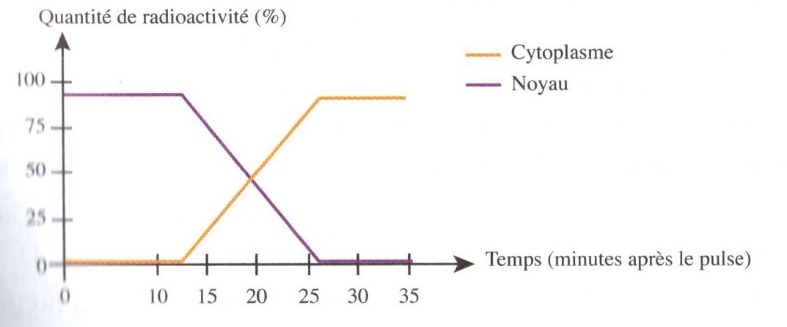 Quantité de radioactivité (%)
Cytoplasme
Noyau
100
75
50
25
0
Temps (minutes après le pulse)
0 10 15 20 25 30 35